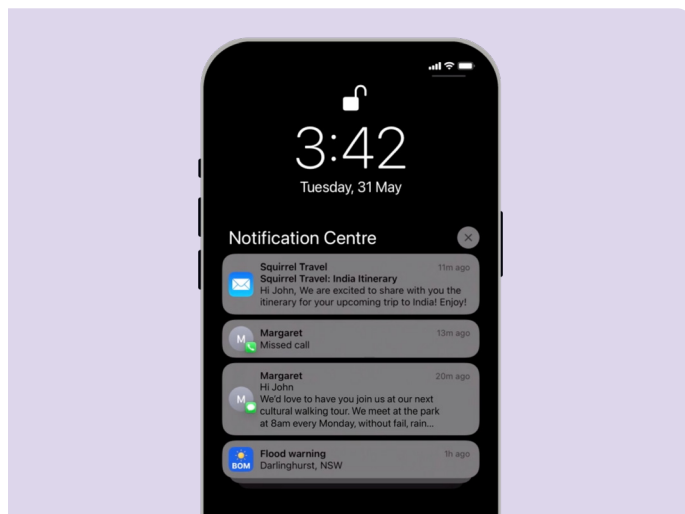 3:42
Tuesday, 31 May
Notification Centre
Squirrel Travel 11m ago
Squirrel Travel: India Itinerary
Hi John, We are excited to share with you the
itinerary for your upcoming trip to India! Enjoy!
M
Margaret 13m ago
Missed call
Margaret 20m ago
Hi John
M
We'd love to have you join us at our next
cultural walking tour. We meet at the park
at 8am every Monday, without fail, rain...
Flood warning 1h ago
BOM
Darlinghurst, NSW